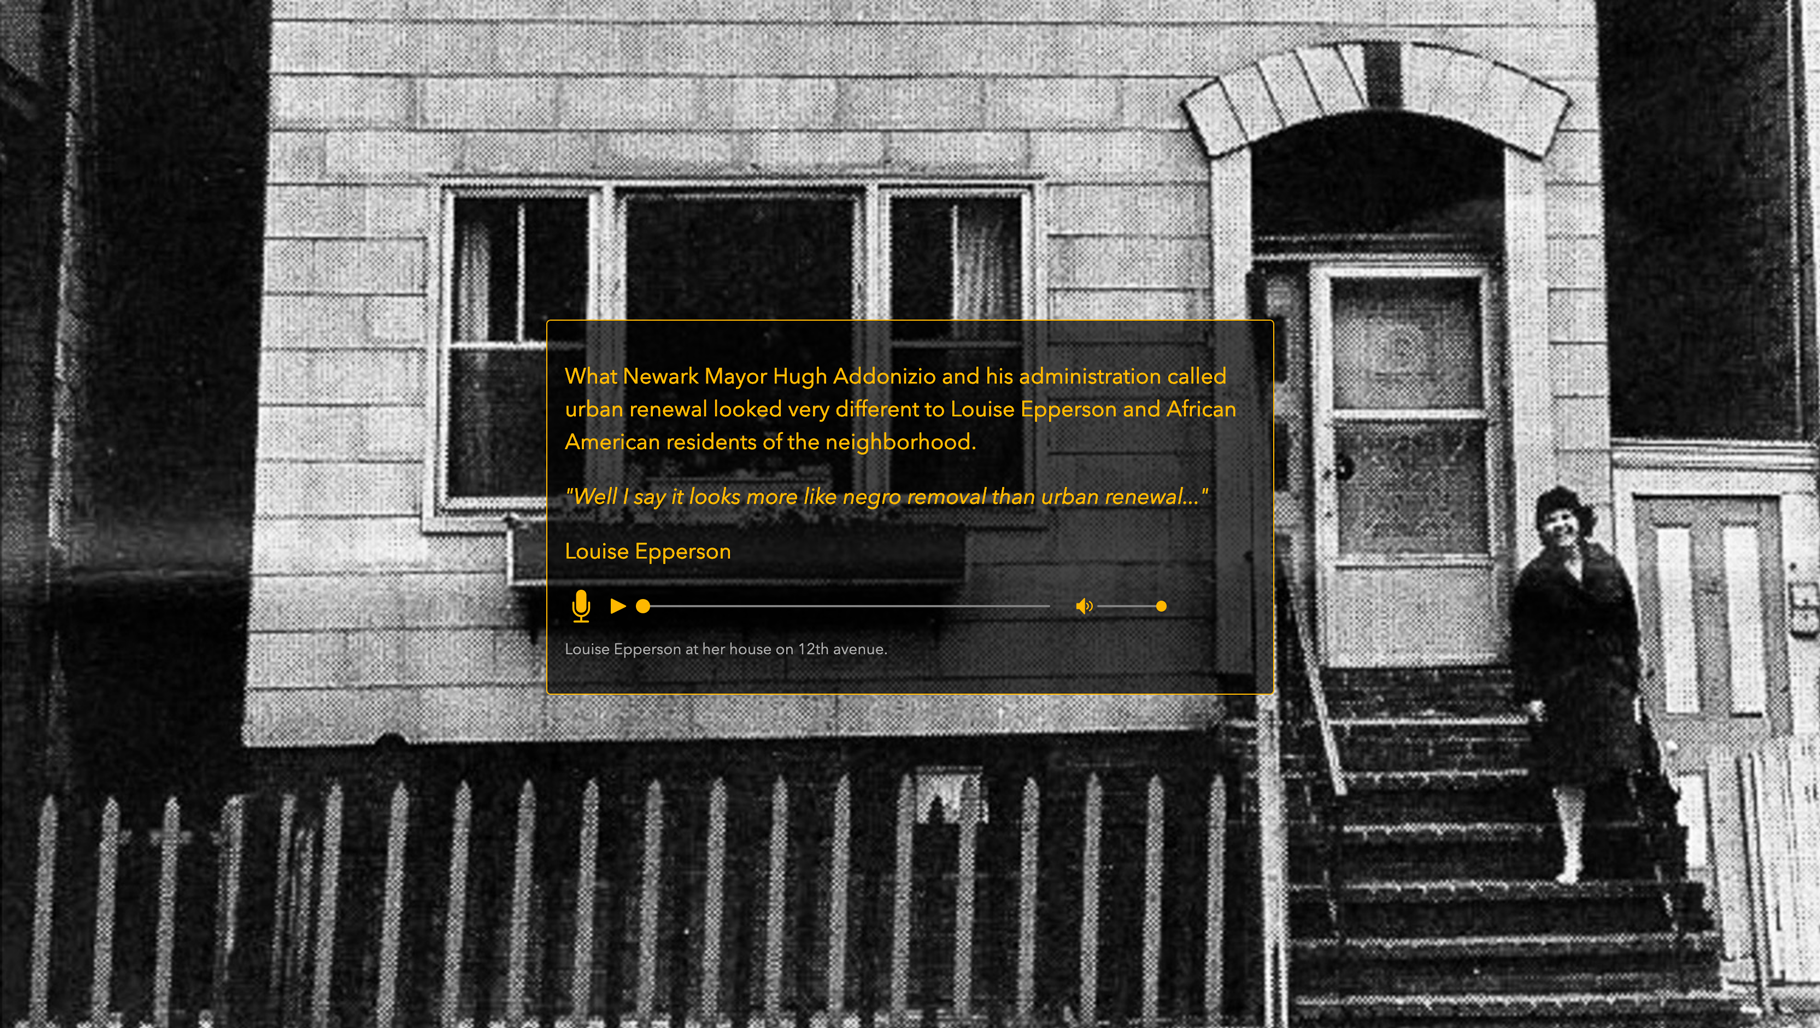 What Newark Mayor Hugh Addonizio and his administration called
urban renewal looked very different to Louise Epperson and African
American residents of the neighborhood.
"Well I say it looks more like negro removal than urban renewal..."
Louise Epperson
Louise Epperson at her house on 12th avenue.